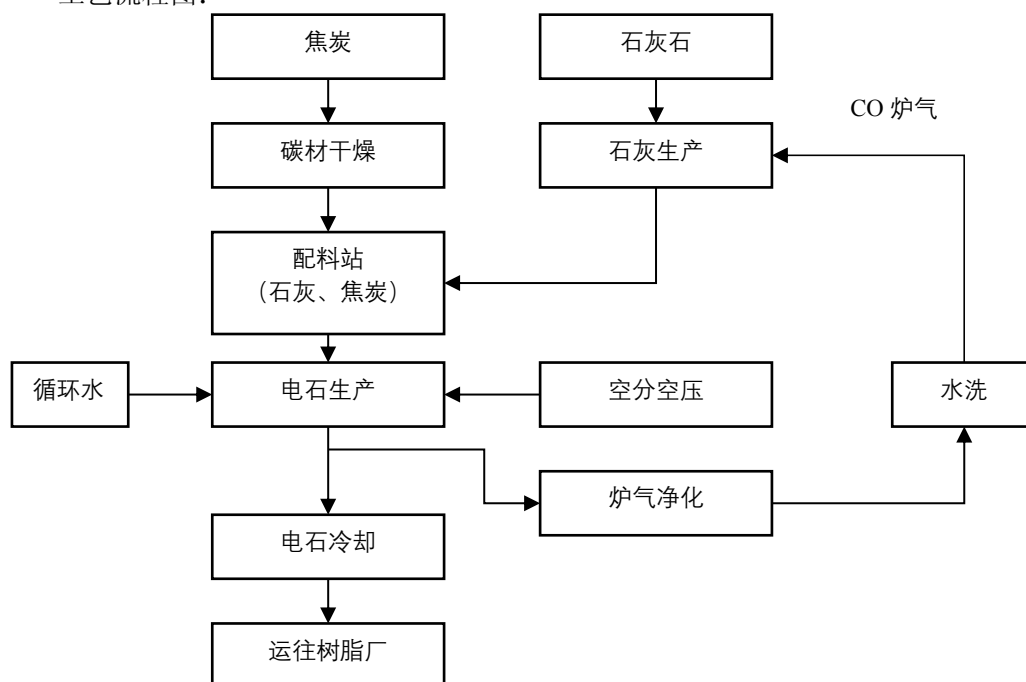 工艺流程图:
焦炭
石灰石
CO 炉气
碳材干燥
石灰生产
配料站
（石灰、焦炭）
循环水
电石生产
空分空压
水洗
炉气净化
电石冷却
运往树脂厂